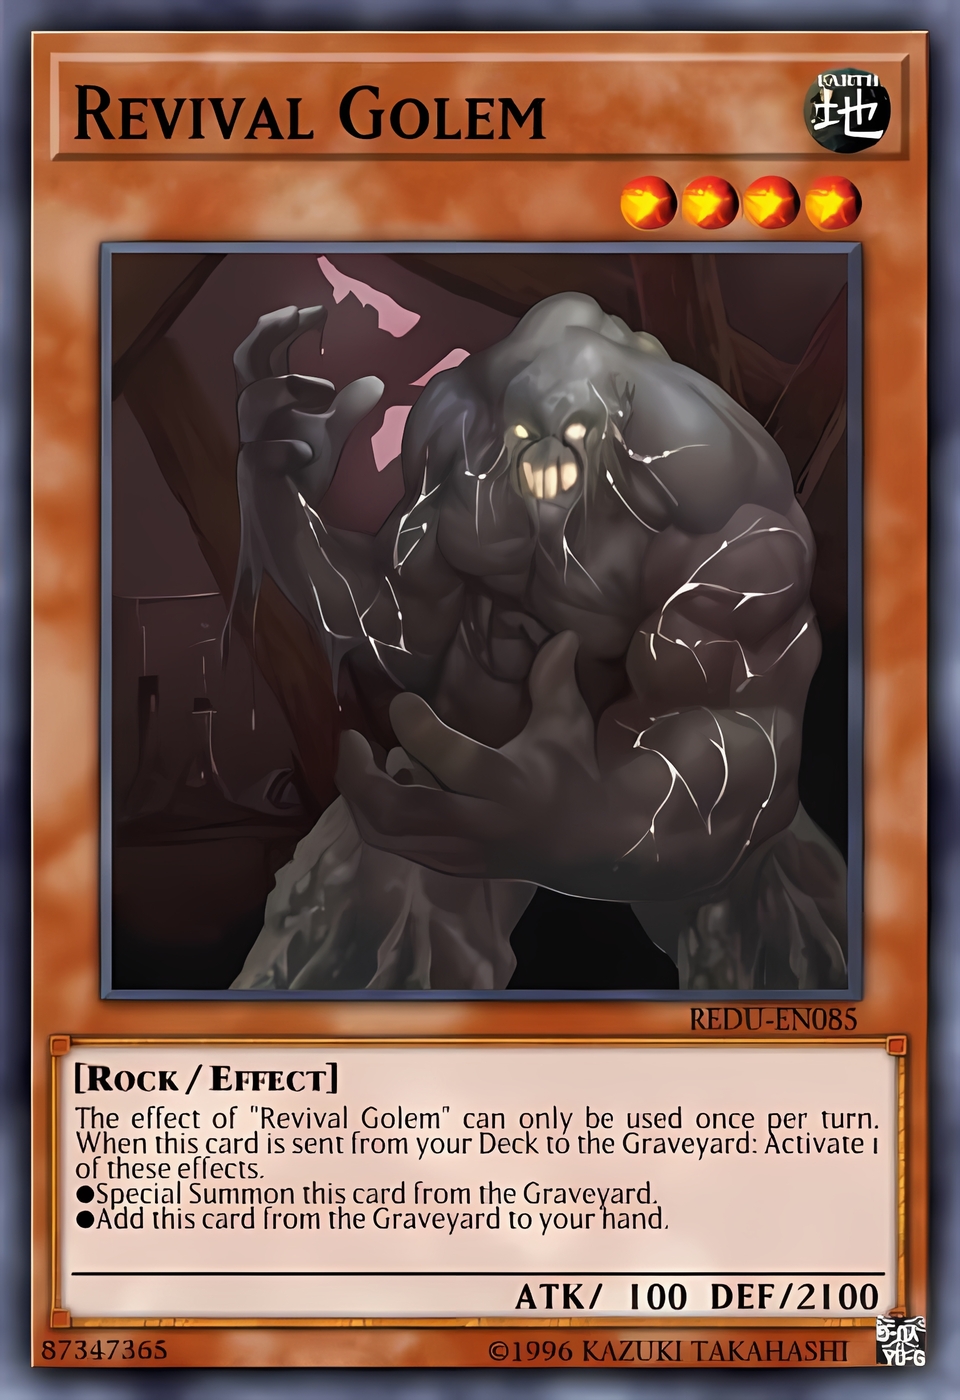 REVIVAL GOLEM
EARTH
地
REDU-EN085
[ROCK / EFFECT]
The effect of "Revival Golem" can only be used once per turn.
When this card is sent from your Deck to the Graveyard: Activate 1
of these effects.
●Special Summon this card from the Graveyard.
●Add this card from the Graveyard to your hand.
ATK/ 100 DEF/2100
87347365
©1996 KAZUKI TAKAHASHI